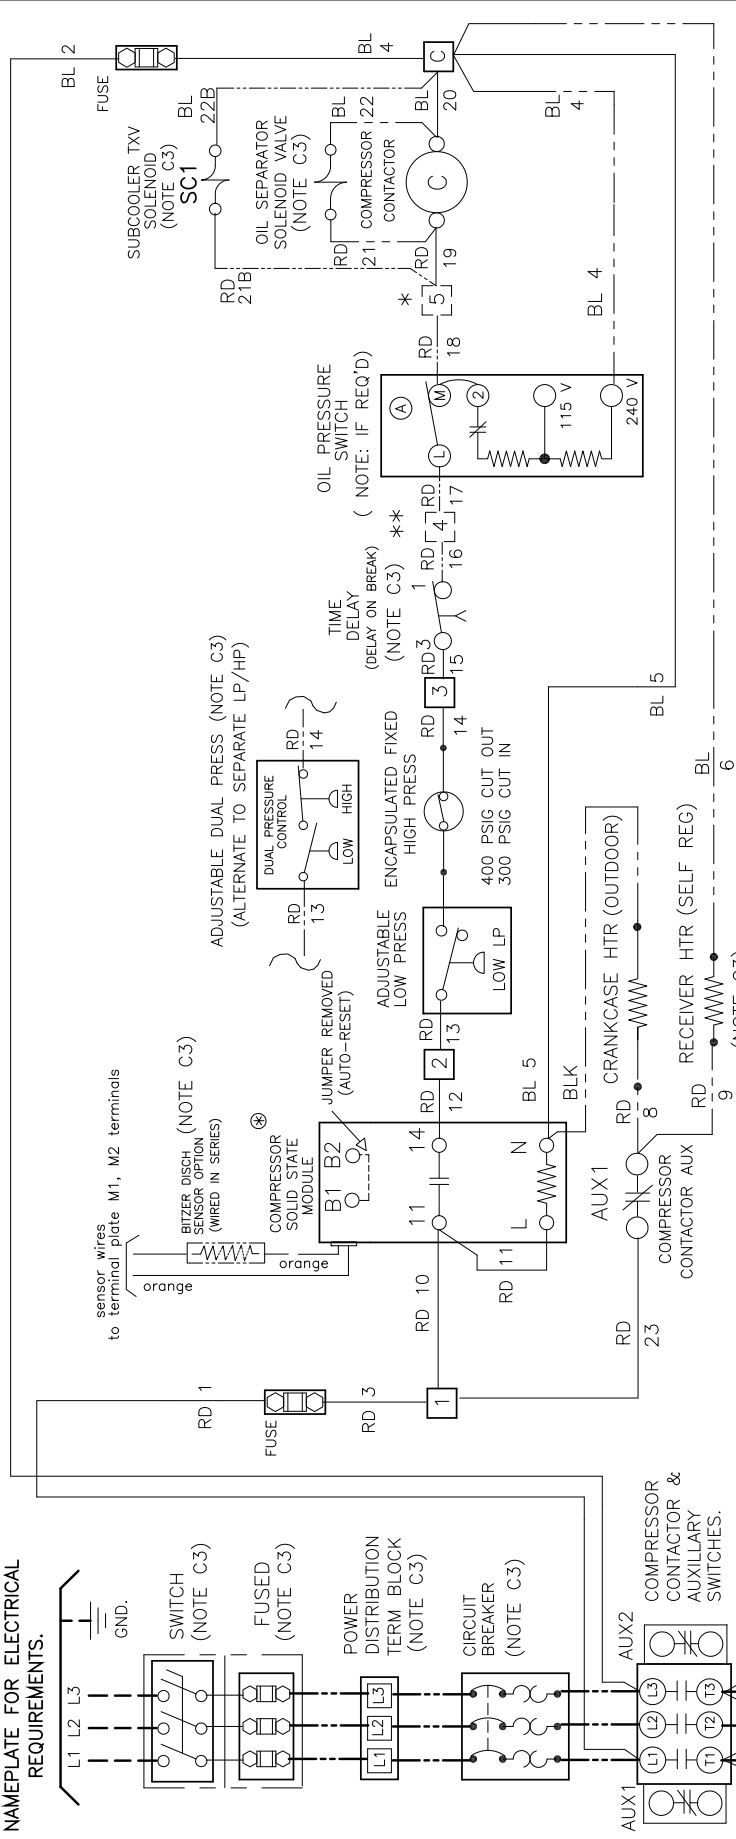 NAMEPLATE FOR ELECTRICAL
REQUIREMENTS.
L1
L2
L3
GND.
SWITCH
(NOTE C3)
FUSED
(NOTE C3)
L1
L2
L3
POWER
DISTRIBUTION
TERM BLOCK
(NOTE C3)
CIRCUIT
BREAKER
(NOTE C3)
AUX1
L1
L2
L3
T1
T2
T3
AUX2
COMPRESSOR
CONTACTOR &
AUXILLARY
SWITCHES.
BL 2
FUSE
BL
4
C
RD 1
FUSE
RD 3
1
RD 10
RD 11
RD
23
sensor wires
to terminal plate M1, M2 terminals
orange
orange
BITZER DISCH
SENSOR OPTION
(WIRED IN SERIES)
(NOTE C3)
*
COMPRESSOR
SOLID STATE
MODULE
B1
B2
11
14
L
N
JUMPER REMOVED
(AUTO-RESET)
RD
12
2
RD
13
ADJUSTABLE
LOW PRESS
LOW LP
ENCAPSULATED FIXED
HIGH PRESS
400 PSIG CUT OUT
300 PSIG CUT IN
RD
14
3
RD
15
3
1
TIME
DELAY
(DELAY ON BREAK)
(NOTE C3)
RD
16
**
4
RD
17
ADJUSTABLE DUAL PRESS (NOTE C3)
(ALTERNATE TO SEPARATE LP/HP)
RD
13
DUAL PRESSURE
CONTROL
LOW
HIGH
RD
14
OIL PRESSURE
SWITCH
( NOTE: IF REQ'D)
A
L
M
2
115 V
240 V
RD
18
*
5
RD
19
RD
21
RD
21B
SUBCOOLER TXV
SOLENOID
(NOTE C3)
SC1
OIL SEPARATOR
SOLENOID VALVE
(NOTE C3)
COMPRESSOR
CONTACTOR
C
BL
22B
BL
22
BL
20
BL
4
BL 4
BL 5
BL 5
BLK
AUX1
COMPRESSOR
CONTACTOR AUX
RD
8
CRANKCASE HTR (OUTDOOR)
RD
9
RECEIVER HTR (SELF REG)
BL
6